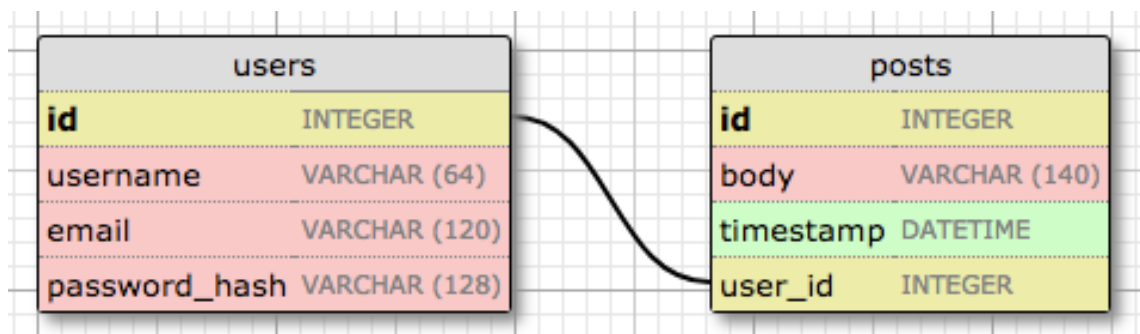 users
id INTEGER
username VARCHAR (64)
email VARCHAR (120)
password_hash VARCHAR (128)
posts
id INTEGER
body VARCHAR (140)
timestamp DATETIME
user_id INTEGER